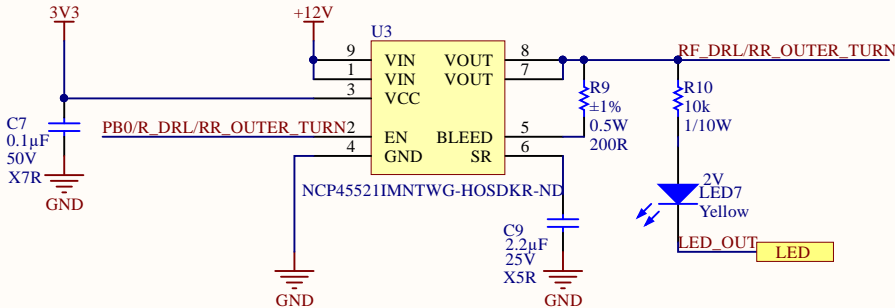 3V3
+12V
U3
9 VIN VOUT 8
1 VIN VOUT 7
3 VCC
RF_DRL/RR_OUTER_TURN
R9
±1%
0.5W
200R
R10
10k
1/10W
C7
0.1µF
50V
X7R
GND
PB0/R_DRL/RR_OUTER_TURN
2 EN BLEED 5
4 GND SR 6
NCP45521IMNTWG-HOSDKR-ND
2V
LED7
Yellow
C9
2.2µF
25V
X5R
LED_OUT
LED
GND
GND